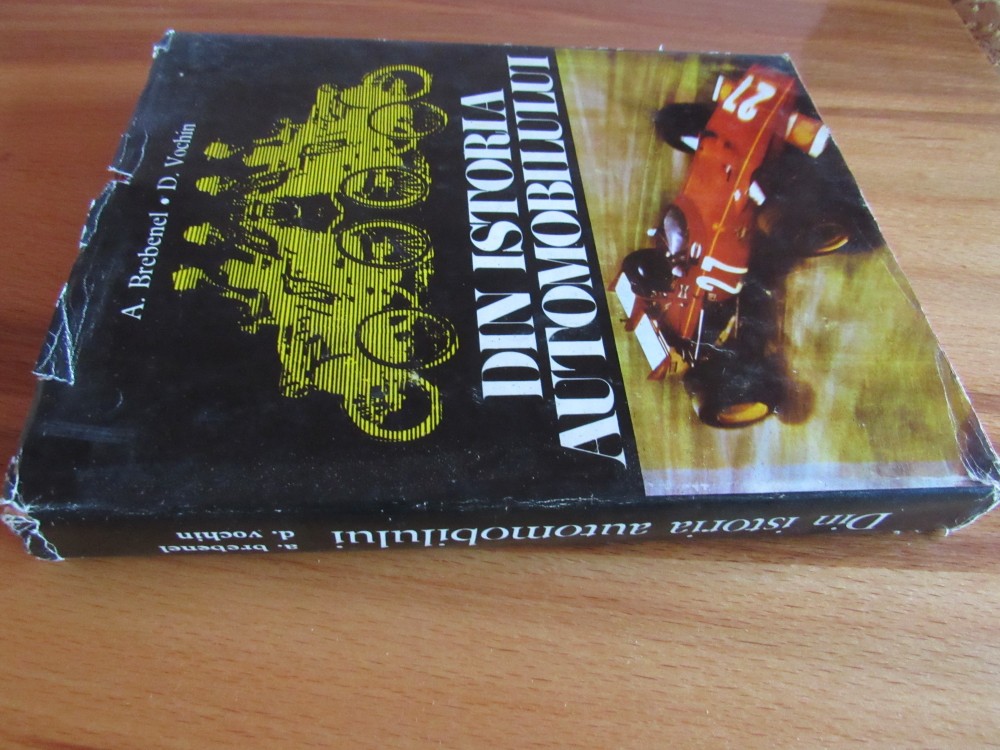 A. Brebenel • D. Vochin
DIN ISTORIA
AUTOMOBILULUI
27
27
a. brebenel
d. vochin
Din istoria automobilului